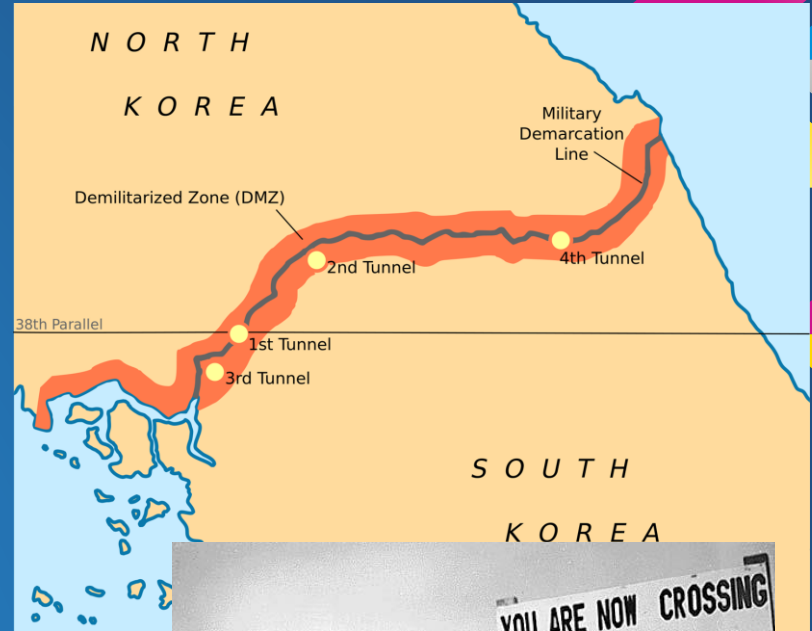 NORTH
KOREA
Military
Demarcation
Line
Demilitarized Zone (DMZ)
2nd Tunnel
4th Tunnel
38th Parallel
1st Tunnel
3rd Tunnel
SOUTH
KOREA
YOU ARE NOW CROSSING